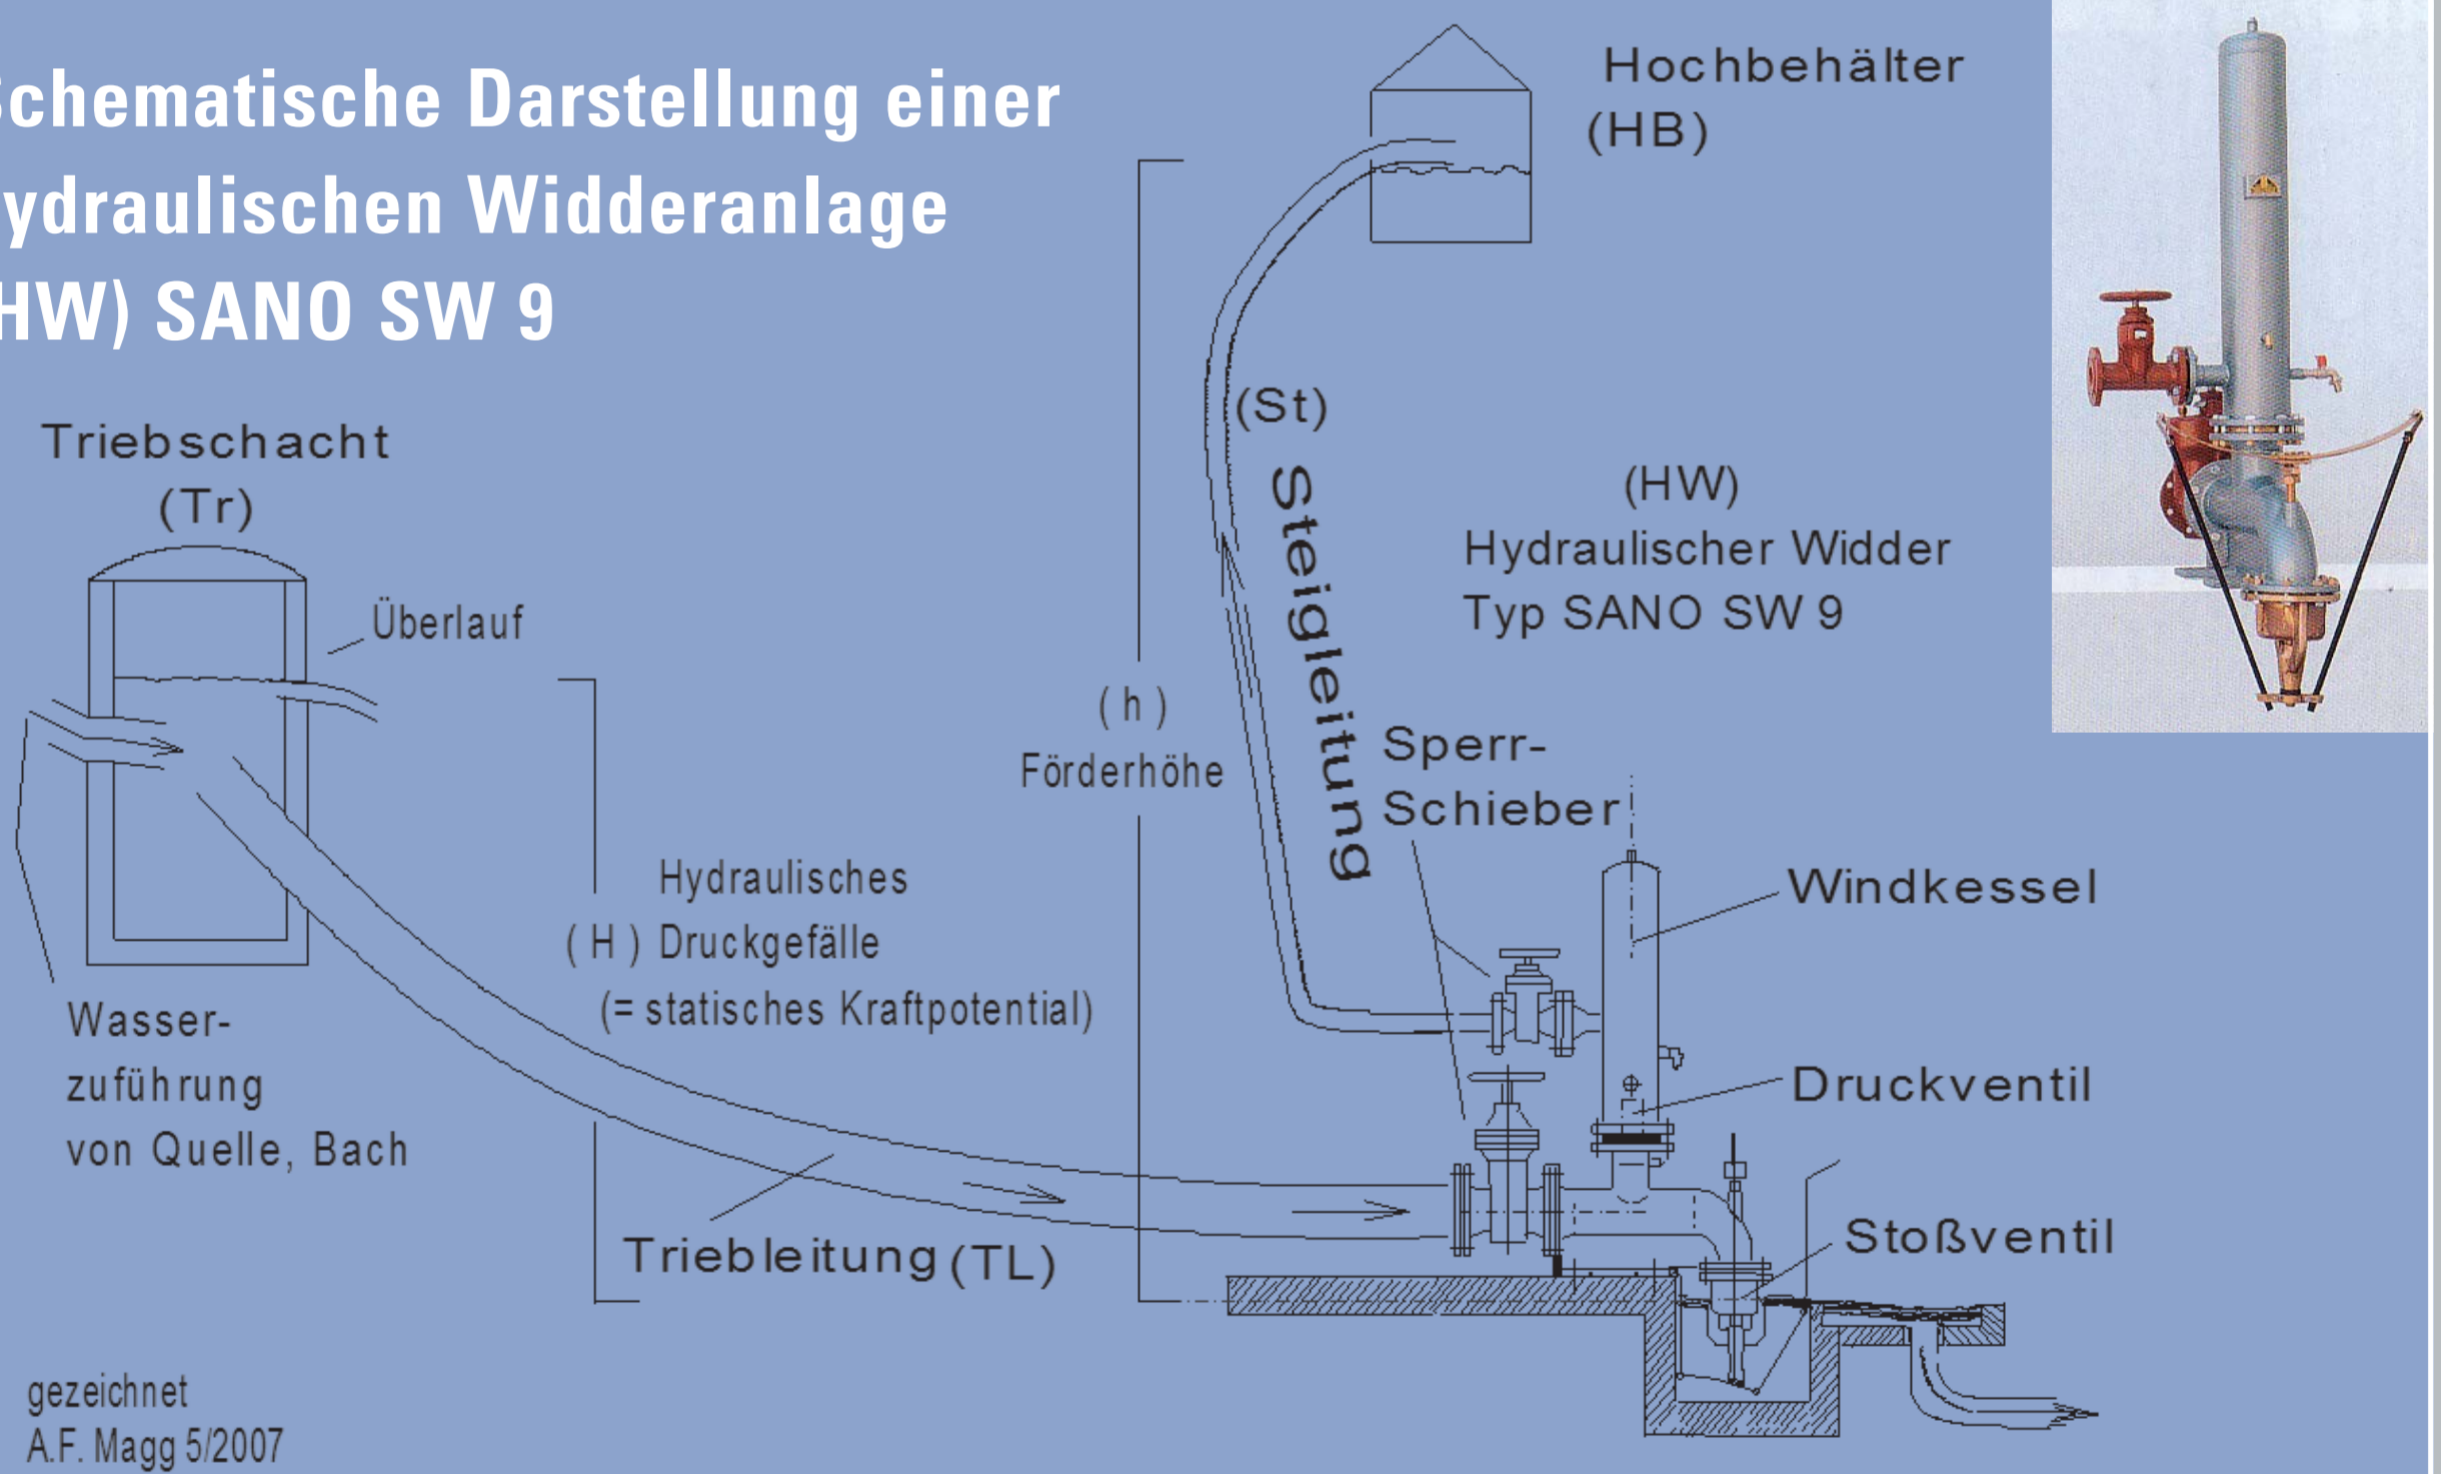 Schematische Darstellung einer
ydraulischen Widderanlage
HW) SANO SW 9
Hochbehälter
(HB)
Triebschacht
(Tr)
Überlauf
(St)
Steigleitung
(HW)
Hydraulischer Widder
Typ SANO SW 9
(h)
Förderhöhe
Sperr-
Schieber
Windkessel
Hydraulisches
(H) Druckgefälle
(= statisches Kraftpotential)
Wasser-
zuführung
von Quelle, Bach
Druckventil
Triebleitung (TL)
Stoßventil
gezeichnet
A.F. Magg 5/2007